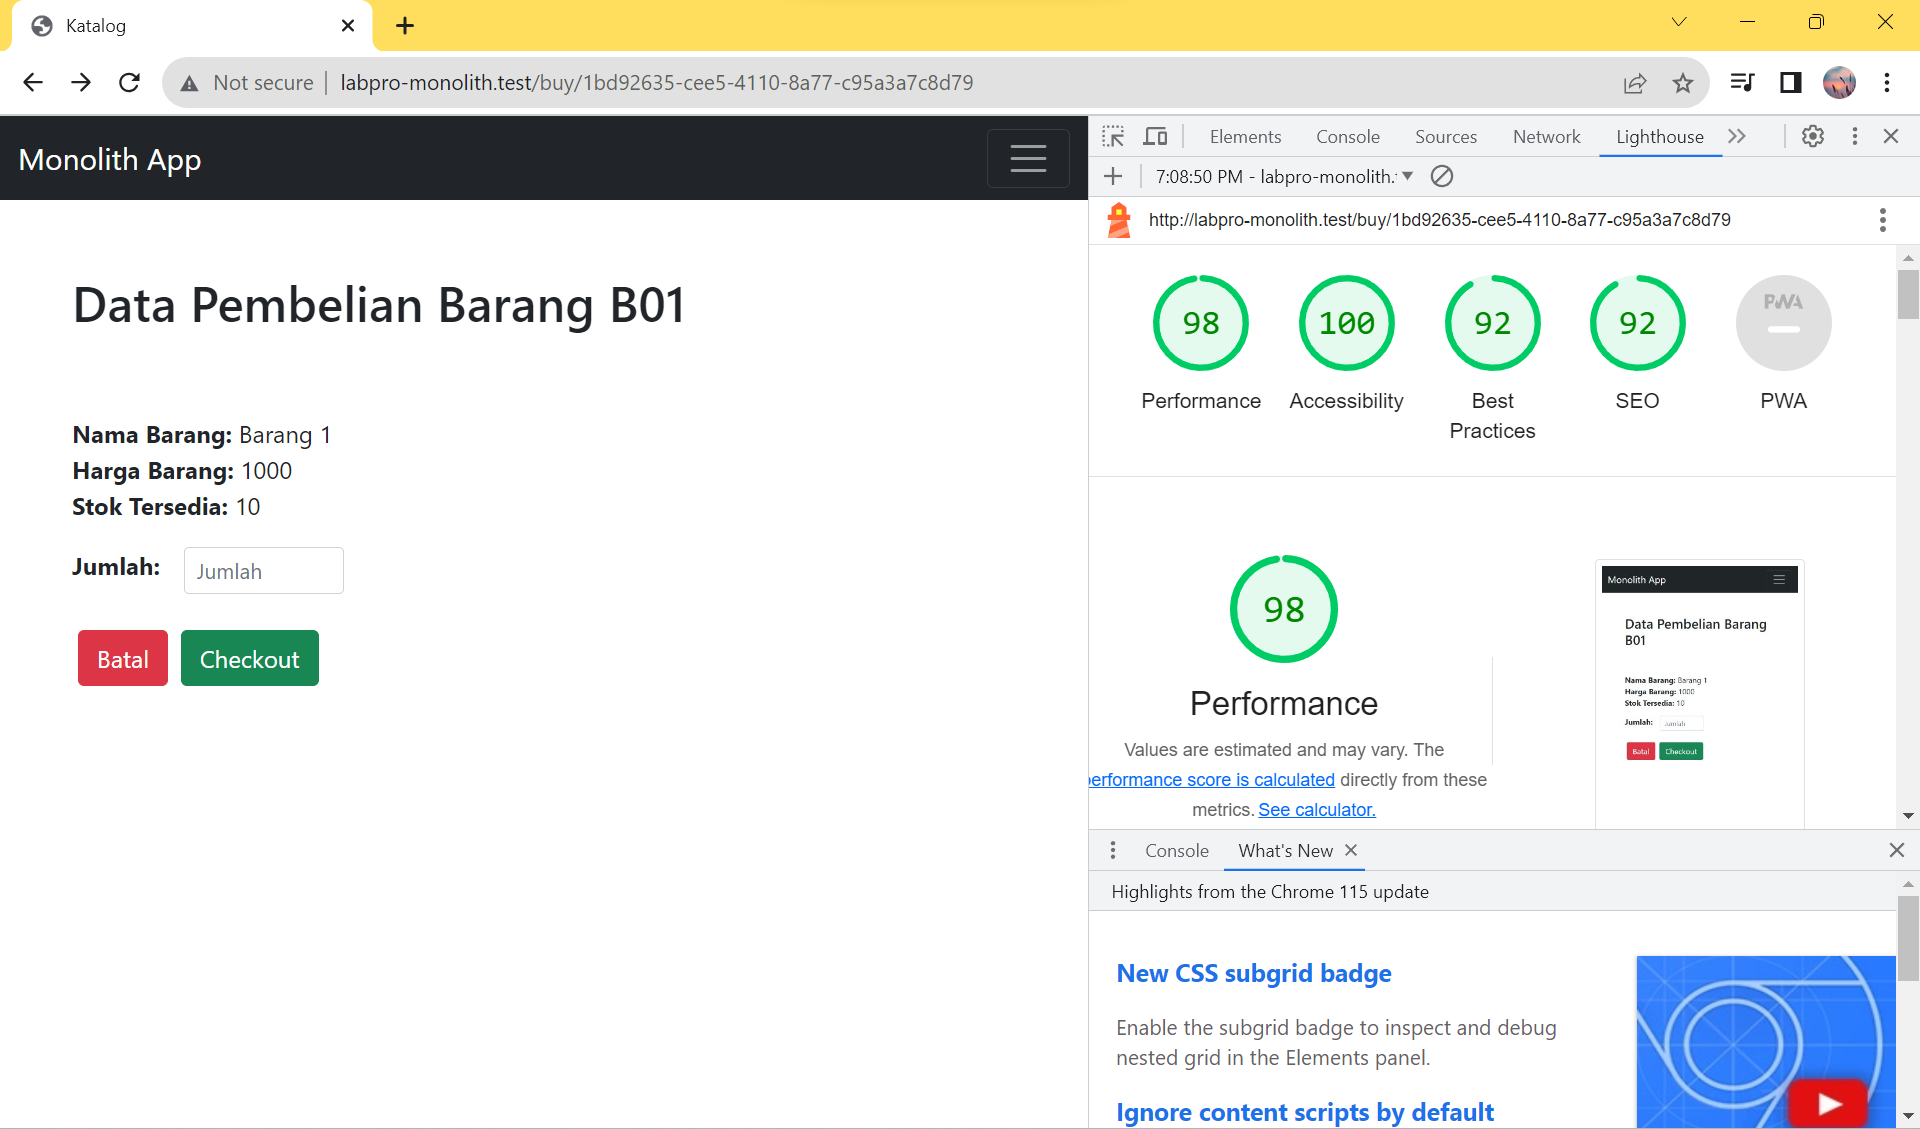 Katalog
Not secure
labpro-monolith.test/buy/1bd92635-cee5-4110-8a77-c95a3a7c8d79
Monolith App
Data Pembelian Barang B01
Nama Barang: Barang 1
Harga Barang: 1000
Stok Tersedia: 10
Jumlah:
Jumlah
Batal
Checkout
Elements
Console
Sources
Network
Lighthouse
7:08:50 PM - labpro-monolith.
http://labpro-monolith.test/buy/1bd92635-cee5-4110-8a77-c95a3a7c8d79
98
100
92
92
PWA
Performance
Accessibility
Best
Practices
SEO
PWA
98
Performance
Values are estimated and may vary. The
erformance score is calculated directly from these
metrics. See calculator.
Monolith App
Data Pembelian Barang
B01
Nama Barang: Barang 1
Harga Barang: 1000
Stok Tersedia: 10
Jumlah:
Jumlah
Batal
Checkout
Console
What's New
Highlights from the Chrome 115 update
New CSS subgrid badge
Enable the subgrid badge to inspect and debug
nested grid in the Elements panel.
Ignore content scripts by default